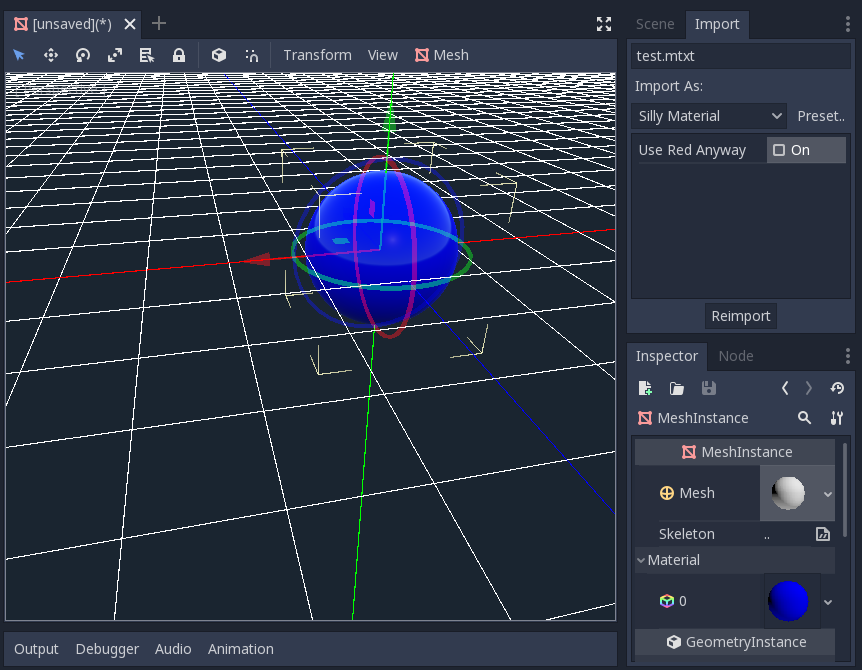 [unsaved](*)
Transform View Mesh
Scene Import
test.mtxt
Import As:
Silly Material Preset..
Use Red Anyway On
Reimport
Inspector Node
MeshInstance
MeshInstance
Mesh
Skeleton ..
Material
0
GeometryInstance
Output Debugger Audio Animation